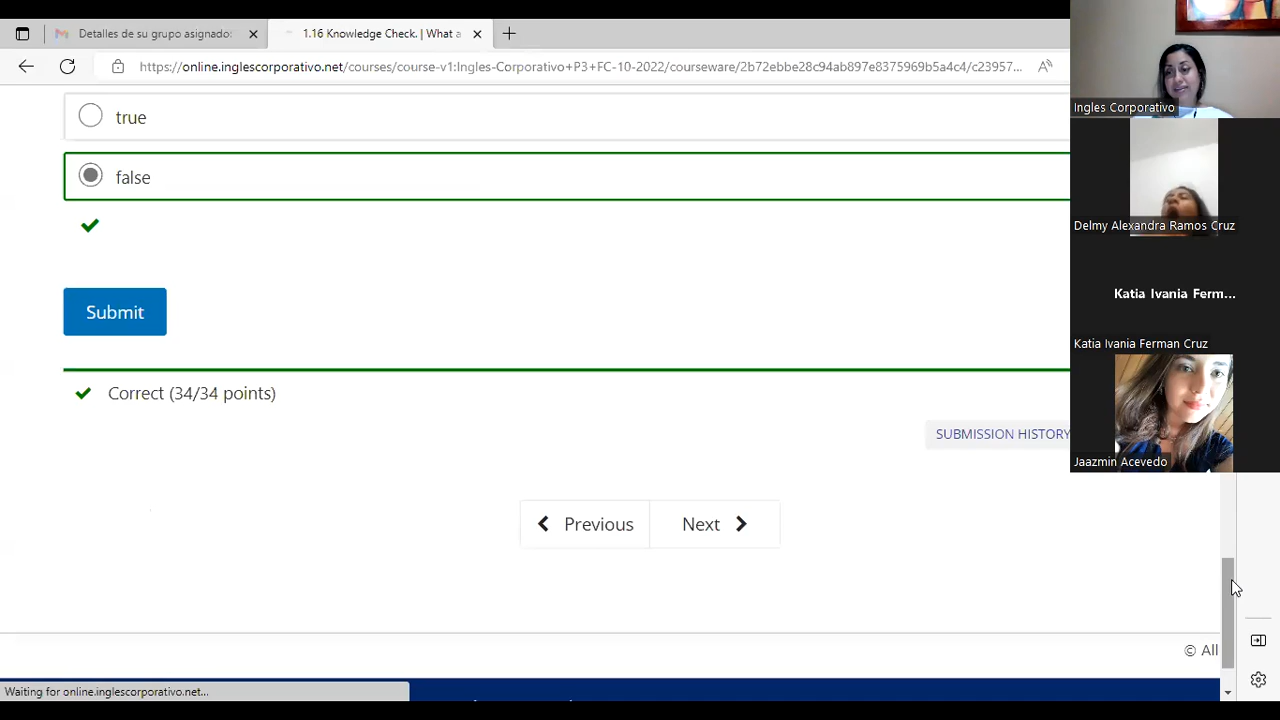 Detalles de su grupo asignado:
1.16 Knowledge Check. | What a
https://online.inglescorporativo.net/courses/course-v1:Ingles-Corporativo+P3+FC-10-2022/courseware/2b72ebbe28c94ab897e8375969b5a4c4/c23957...
true
false
Submit
Correct (34/34 points)
SUBMISSION HISTORY
Previous
Next
© All
Waiting for online.inglescorporativo.net...
Ingles Corporativo
Delmy Alexandra Ramos Cruz
Katia Ivania Ferm...
Katia Ivania Ferman Cruz
Jaazmin Acevedo